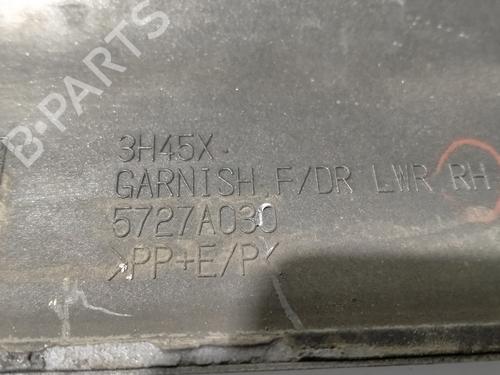 B-PARTS
3H45X
GARNISH, F/DR LWR RH
5727A030
>PP+E/P<